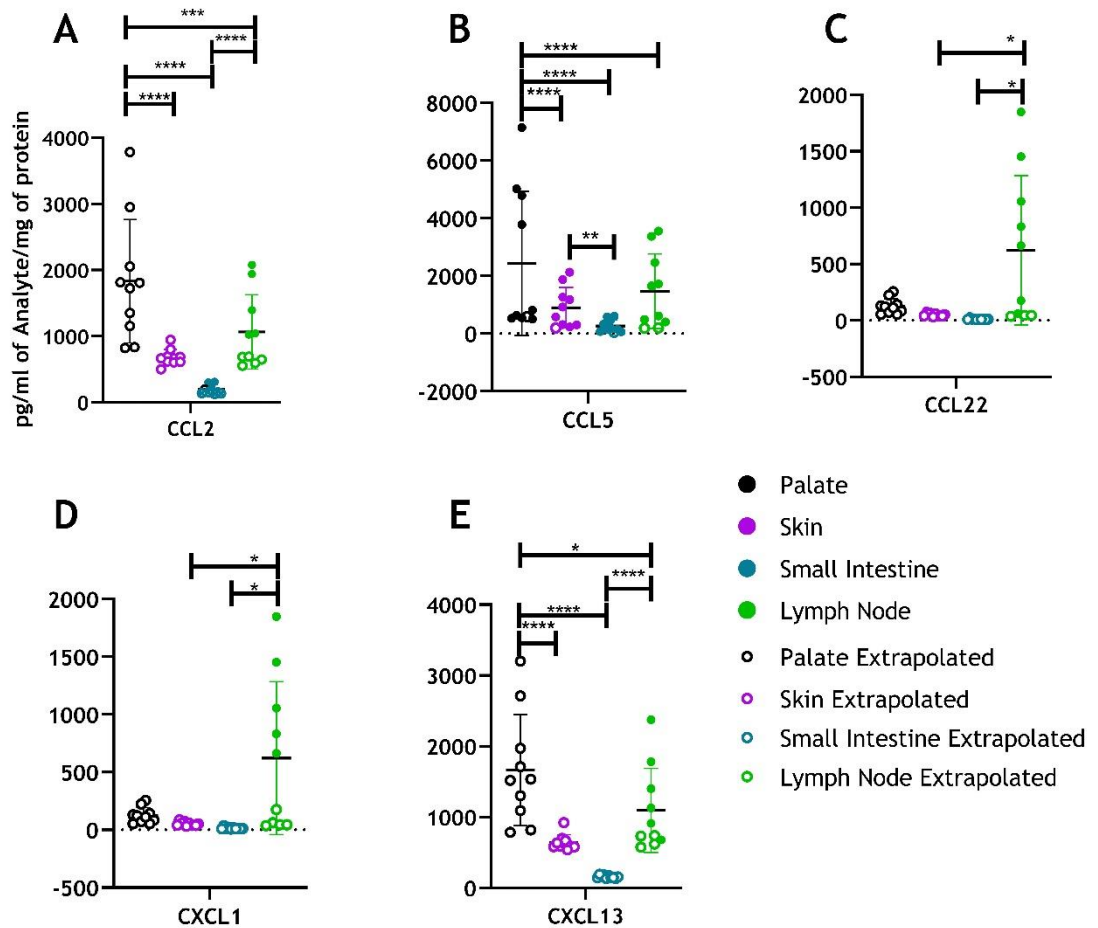 A
***
****
****
****
pg/ml of Analyte/mg of protein
4000
3000
2000
1000
0
CCL2
B
****
****
****
**
8000
6000
4000
2000
0
-2000
CCL5
C
*
*
2000
1500
1000
500
0
-500
CCL22
D
*
*
2000
1500
1000
500
0
-500
CXCL1
E
*
****
****
****
4000
3000
2000
1000
0
CXCL13
Palate
Skin
Small Intestine
Lymph Node
Palate Extrapolated
Skin Extrapolated
Small Intestine Extrapolated
Lymph Node Extrapolated